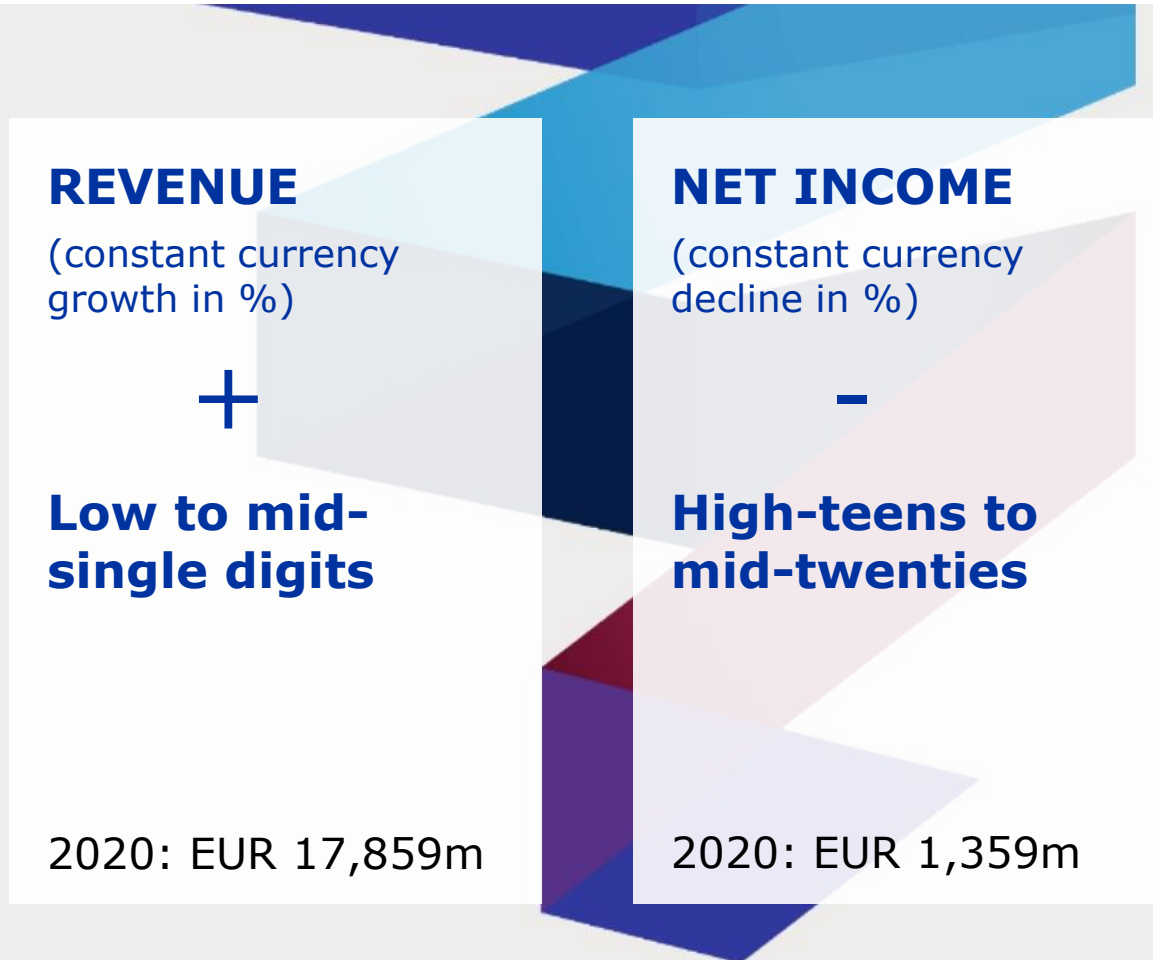 REVENUE
(constant currency
growth in %)
+
Low to mid-
single digits
2020: EUR 17,859m
NET INCOME
(constant currency
decline in %)
-
High-teens to
mid-twenties
2020: EUR 1,359m